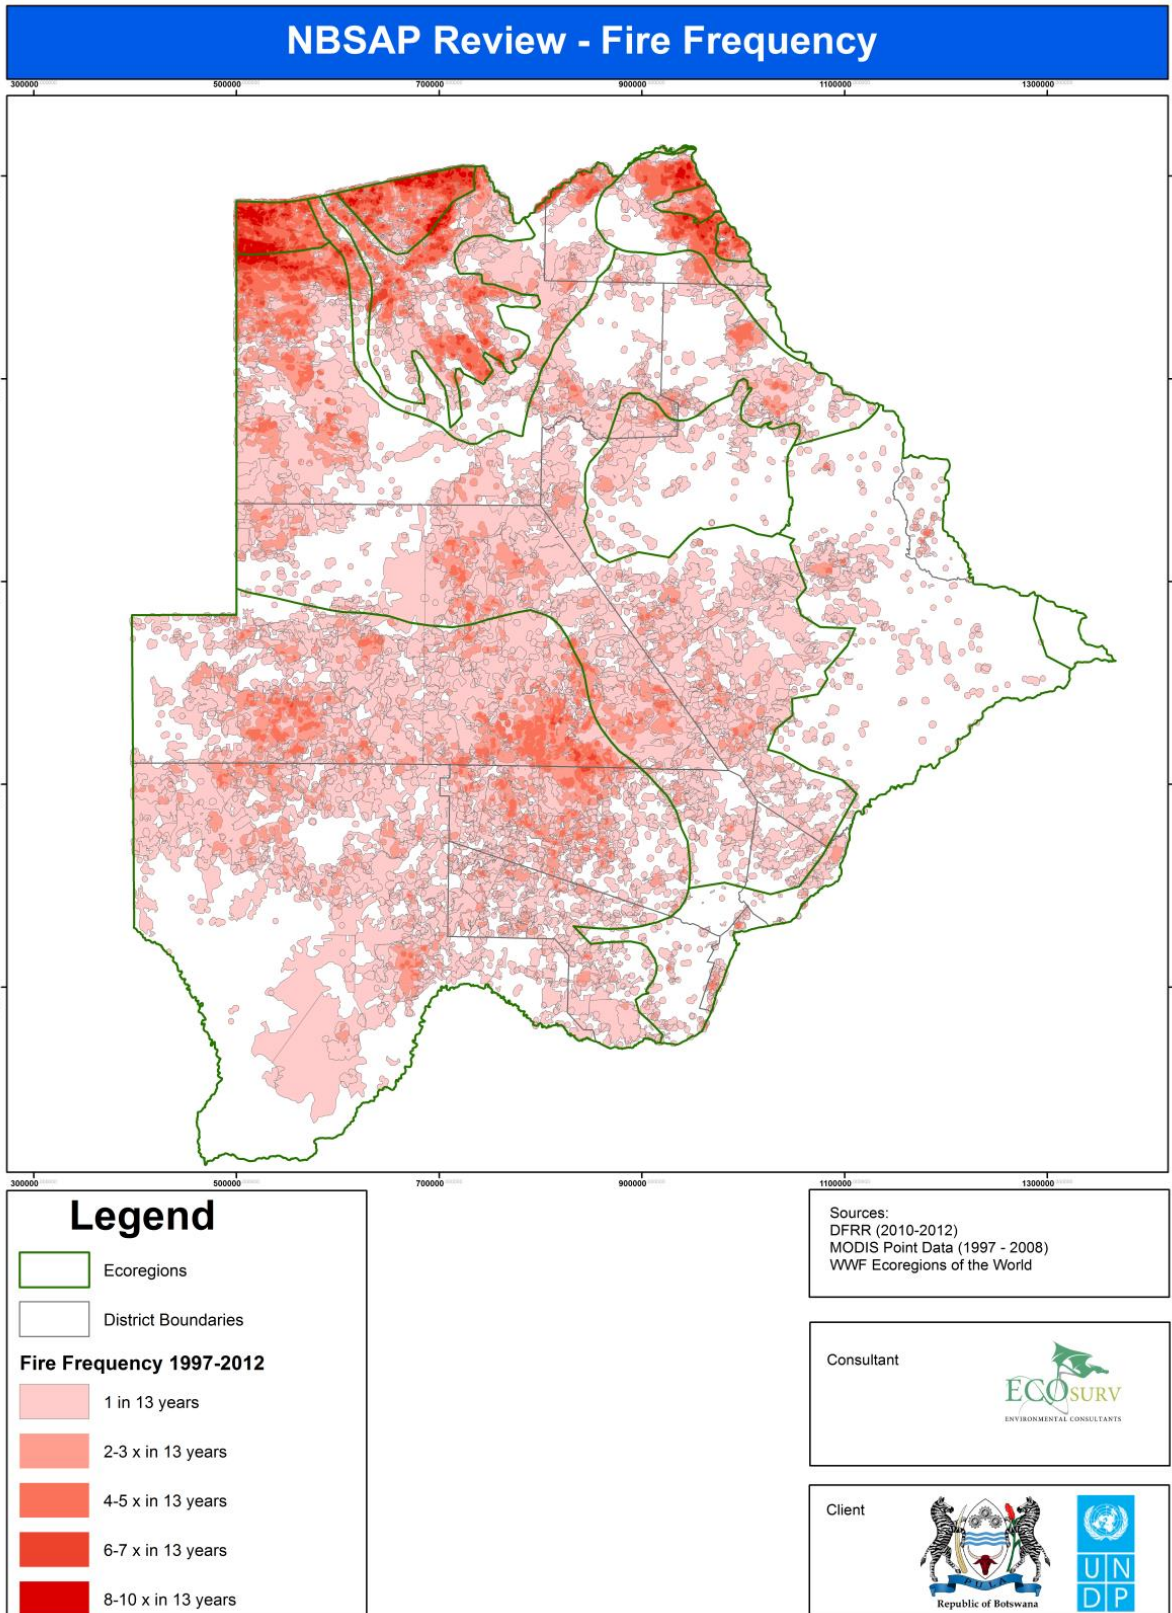 NBSAP Review - Fire Frequency
300000 500000 700000 900000 1100000 1300000
300000 500000 700000 900000 1100000 1300000
Legend
Ecoregions
District Boundaries
Fire Frequency 1997-2012
1 in 13 years
2-3 x in 13 years
4-5 x in 13 years
6-7 x in 13 years
8-10 x in 13 years
Sources:
DFRR (2010-2012)
MODIS Point Data (1997 - 2008)
WWF Ecoregions of the World
Consultant
ECOSURV
ENVIRONMENTAL CONSULTANTS
Client
PULA
Republic of Botswana
UN
DP